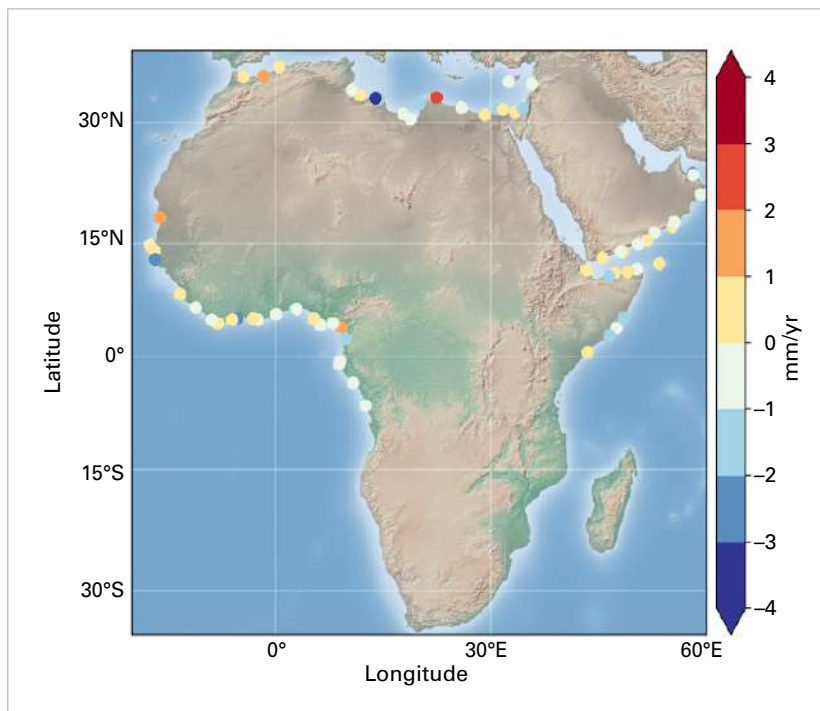 30°N
15°N
0°
15°S
30°S
Latitude
0°
30°E
60°E
Longitude
4
3
2
1
0
–1
–2
–3
–4
mm/yr